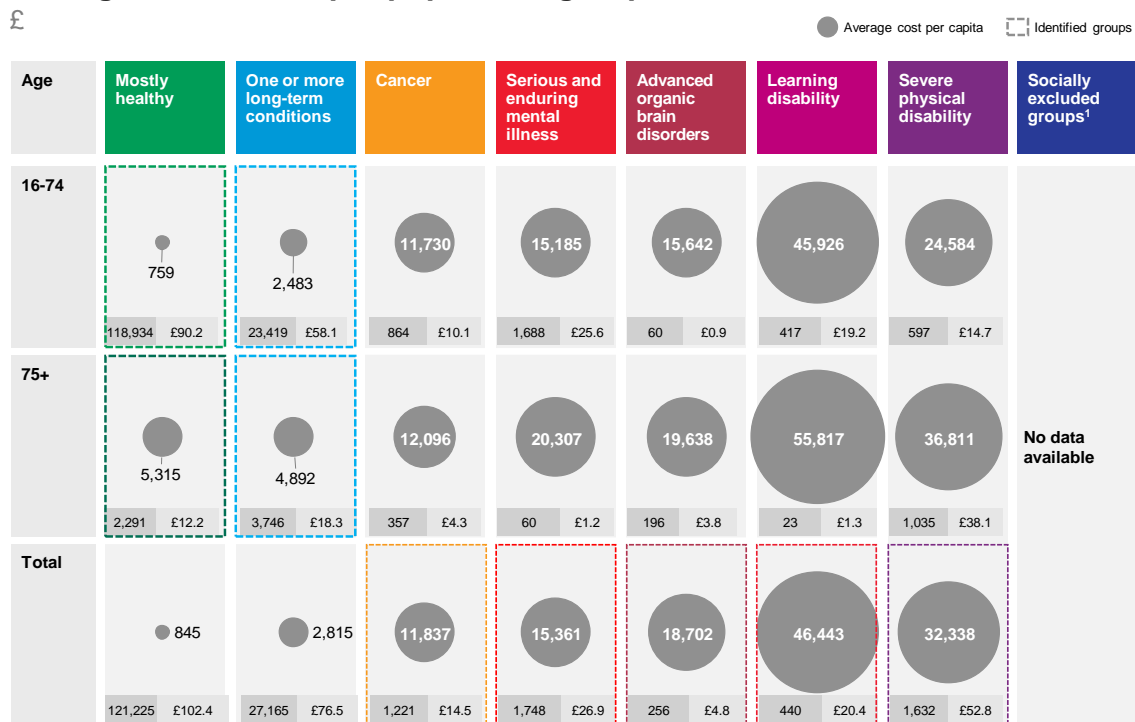 £
Average cost per capita
Identified groups
Age
Mostly
healthy
One or more
long-term
conditions
Cancer
Serious and
enduring
mental
illness
Advanced
organic
brain
disorders
Learning
disability
Severe
physical
disability
Socially
excluded
groups1
16-74
759
2,483
11,730
15,185
15,642
45,926
24,584
118,934 £90.2
23,419 £58.1
864 £10.1
1,688 £25.6
60 £0.9
417 £19.2
597 £14.7
75+
5,315
4,892
12,096
20,307
19,638
55,817
36,811
No data
available
2,291 £12.2
3,746 £18.3
357 £4.3
60 £1.2
196 £3.8
23 £1.3
1,035 £38.1
Total
845
2,815
11,837
15,361
18,702
46,443
32,338
121,225 £102.4
27,165 £76.5
1,221 £14.5
1,748 £26.9
256 £4.8
440 £20.4
1,632 £52.8